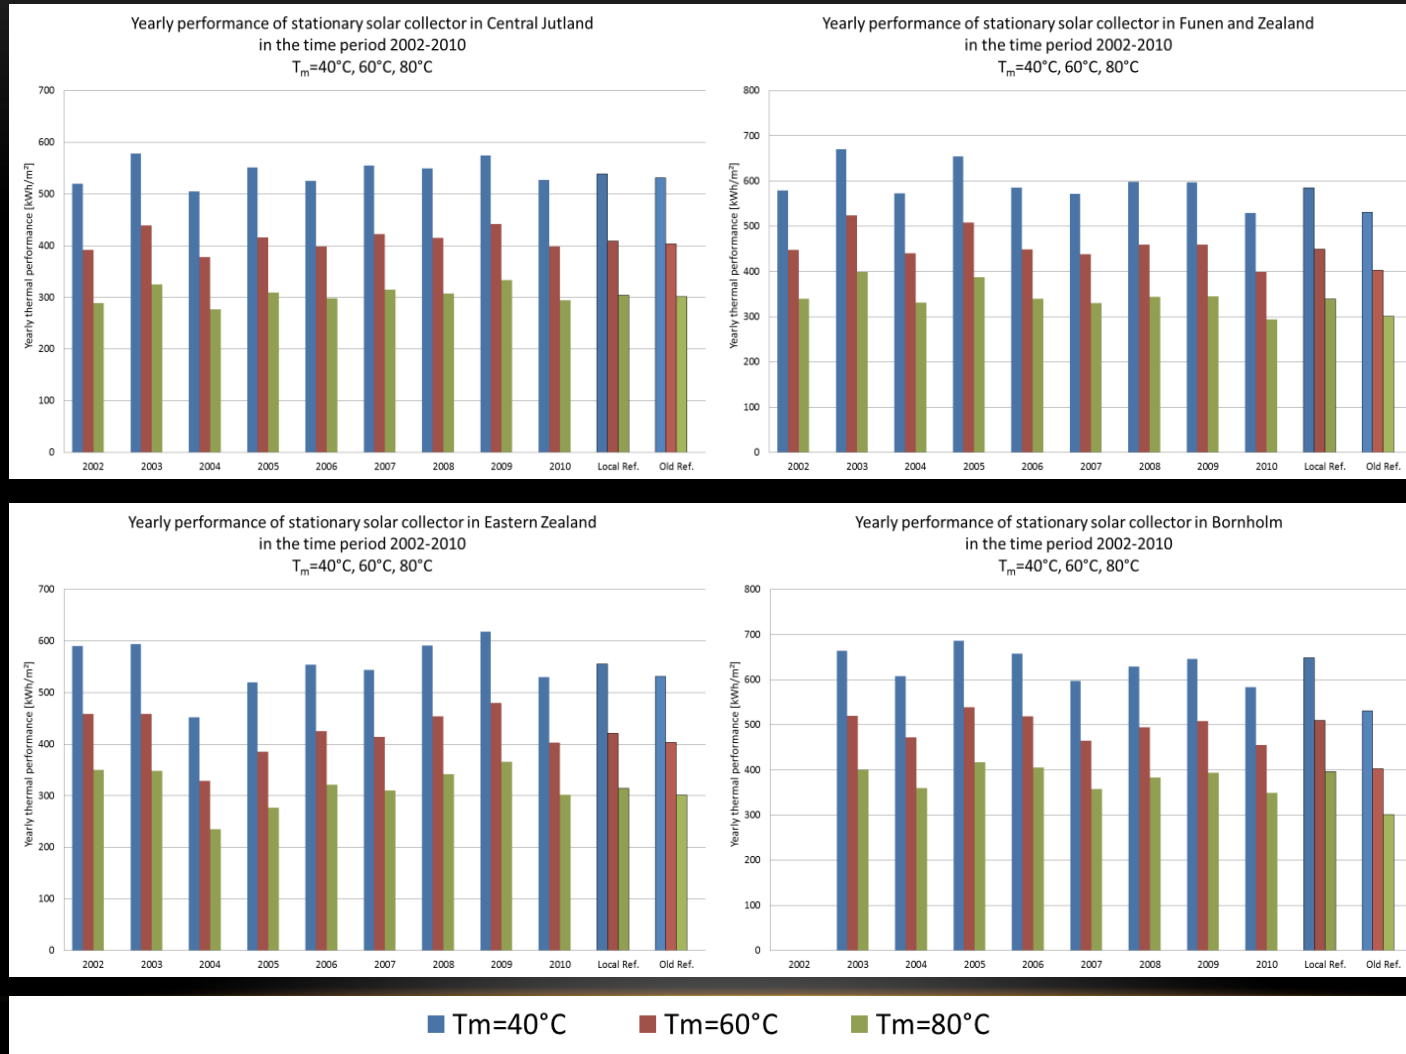 Yearly performance of stationary solar collector in Central Jutland
in the time period 2002-2010
Tm=40°C, 60°C, 80°C
Yearly thermal performance [kWh/m²]
700
600
500
400
300
200
100
0
2002 2003 2004 2005 2006 2007 2008 2009 2010 Local Ref. Old Ref.
Yearly performance of stationary solar collector in Funen and Zealand
in the time period 2002-2010
Tm=40°C, 60°C, 80°C
Yearly thermal performance [kWh/m²]
800
700
600
500
400
300
200
100
0
2002 2003 2004 2005 2006 2007 2008 2009 2010 Local Ref. Old Ref.
Yearly performance of stationary solar collector in Eastern Zealand
in the time period 2002-2010
Tm=40°C, 60°C, 80°C
Yearly thermal performance [kWh/m²]
700
600
500
400
300
200
100
0
2002 2003 2004 2005 2006 2007 2008 2009 2010 Local Ref. Old Ref.
Yearly performance of stationary solar collector in Bornholm
in the time period 2002-2010
Tm=40°C, 60°C, 80°C
Yearly thermal performance [kWh/m²]
800
700
600
500
400
300
200
100
0
2002 2003 2004 2005 2006 2007 2008 2009 2010 Local Ref. Old Ref.
Tm=40°C Tm=60°C Tm=80°C